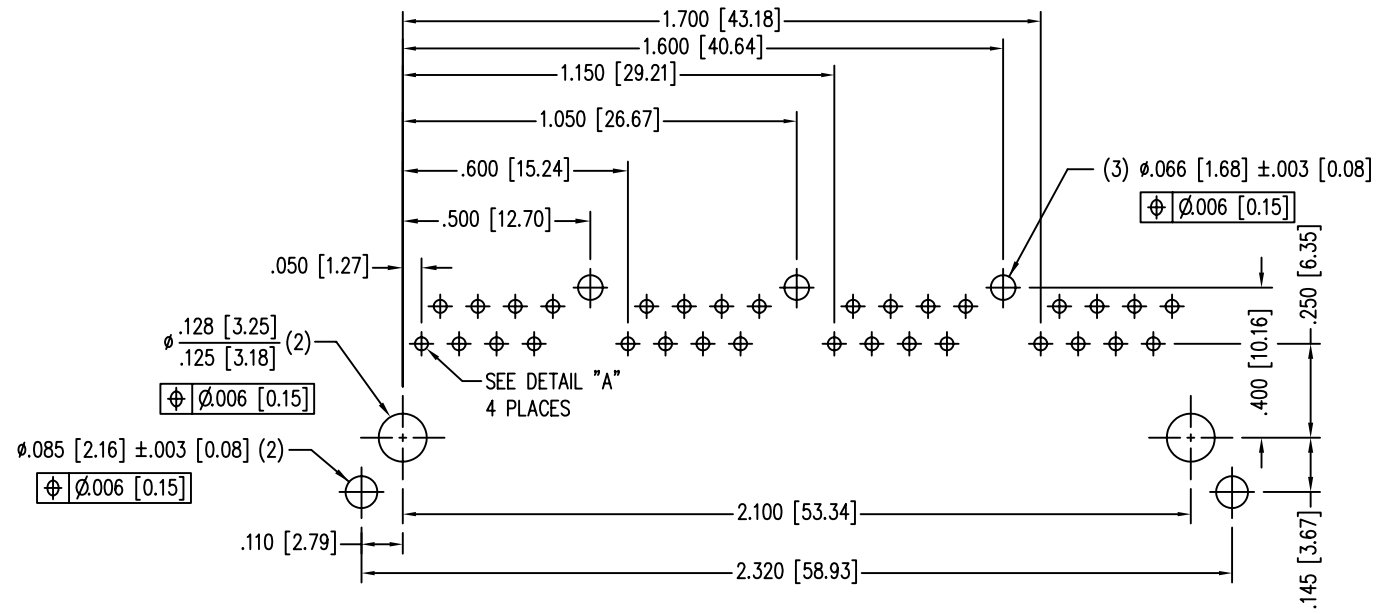 1.700 [43.18]
1.600 [40.64]
1.150 [29.21]
1.050 [26.67]
.600 [15.24]
(3) ø.066 [1.68] ±.003 [0.08]
⌖ Ø.006 [0.15]
.500 [12.70]
.250 [6.35]
.050 [1.27]
.400 [10.16]
ø .128 [3.25]
.125 [3.18] (2)
⌖ Ø.006 [0.15]
SEE DETAIL "A"
4 PLACES
ø.085 [2.16] ±.003 [0.08] (2)
⌖ Ø.006 [0.15]
2.100 [53.34]
.110 [2.79]
2.320 [58.93]
.145 [3.67]